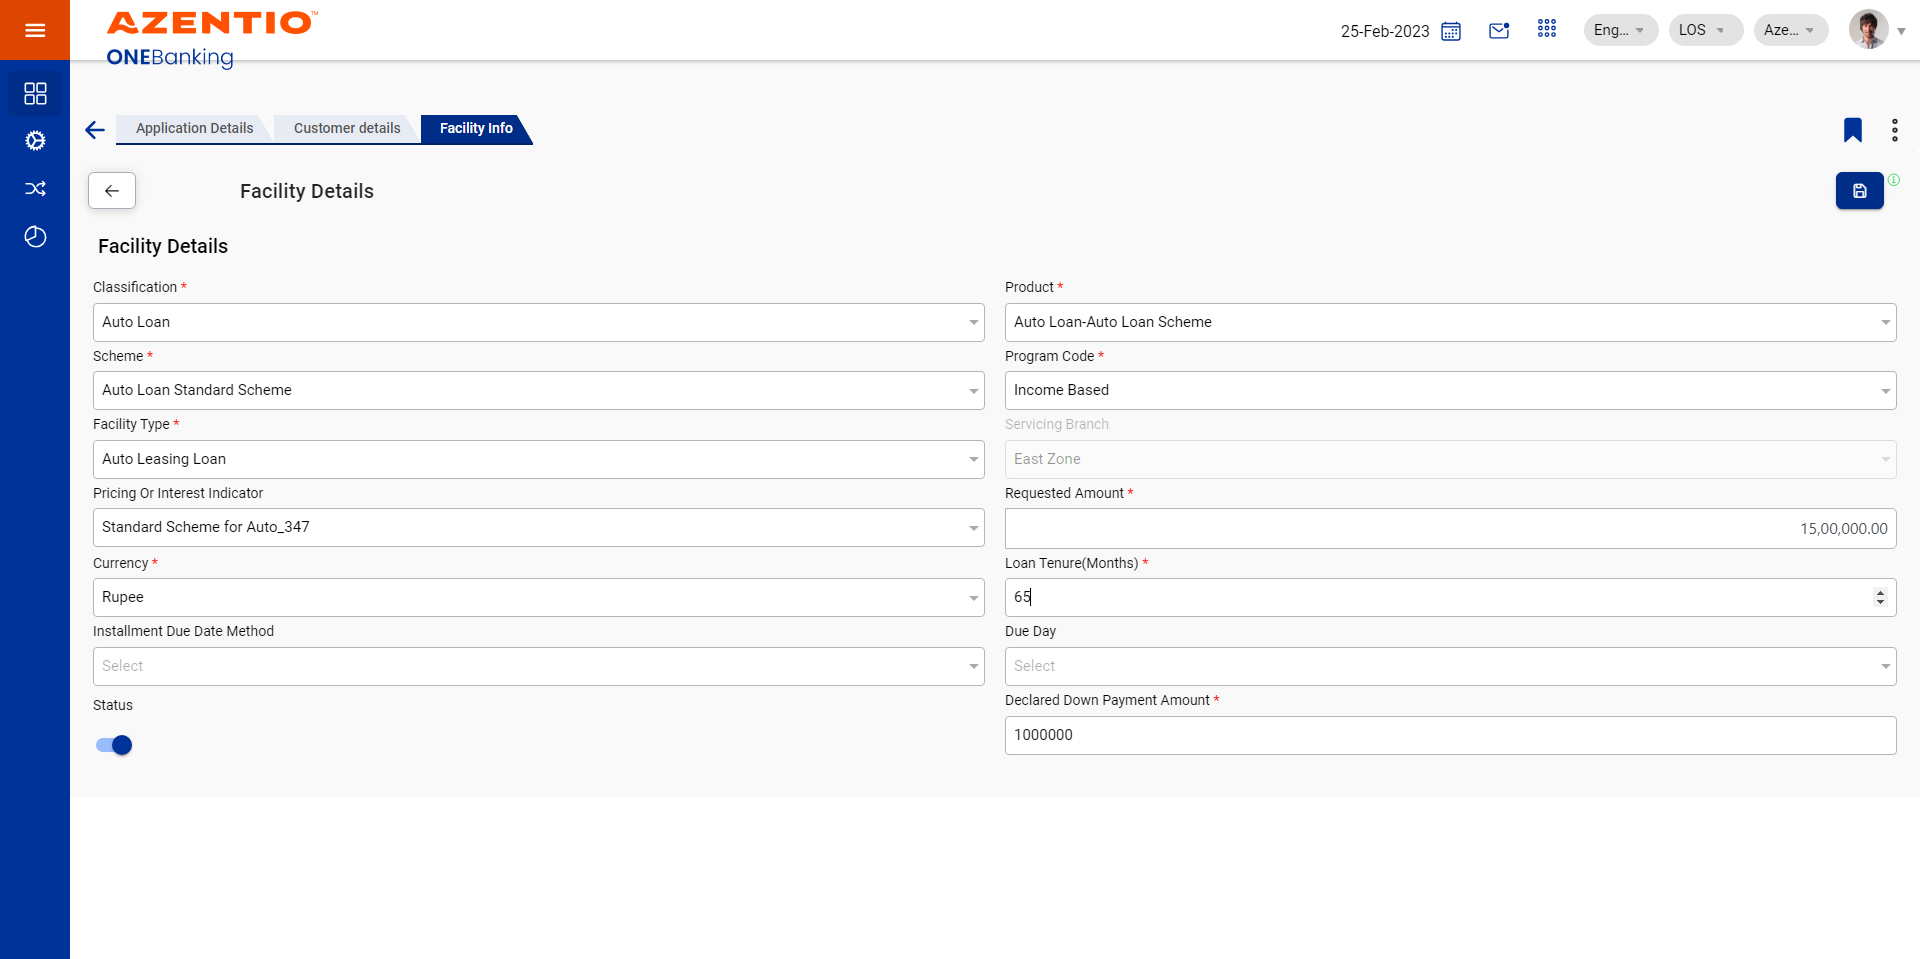 AZENTIO™
ONEBanking
25-Feb-2023
Eng...
LOS
Aze...
Application Details
Customer details
Facility Info
Facility Details
Facility Details
Classification *
Auto Loan
Product *
Auto Loan-Auto Loan Scheme
Scheme *
Auto Loan Standard Scheme
Program Code *
Income Based
Facility Type *
Auto Leasing Loan
Servicing Branch
East Zone
Pricing Or Interest Indicator
Standard Scheme for Auto_347
Requested Amount *
15,00,000.00
Currency *
Rupee
Loan Tenure(Months) *
65
Installment Due Date Method
Select
Due Day
Select
Status
Declared Down Payment Amount *
1000000